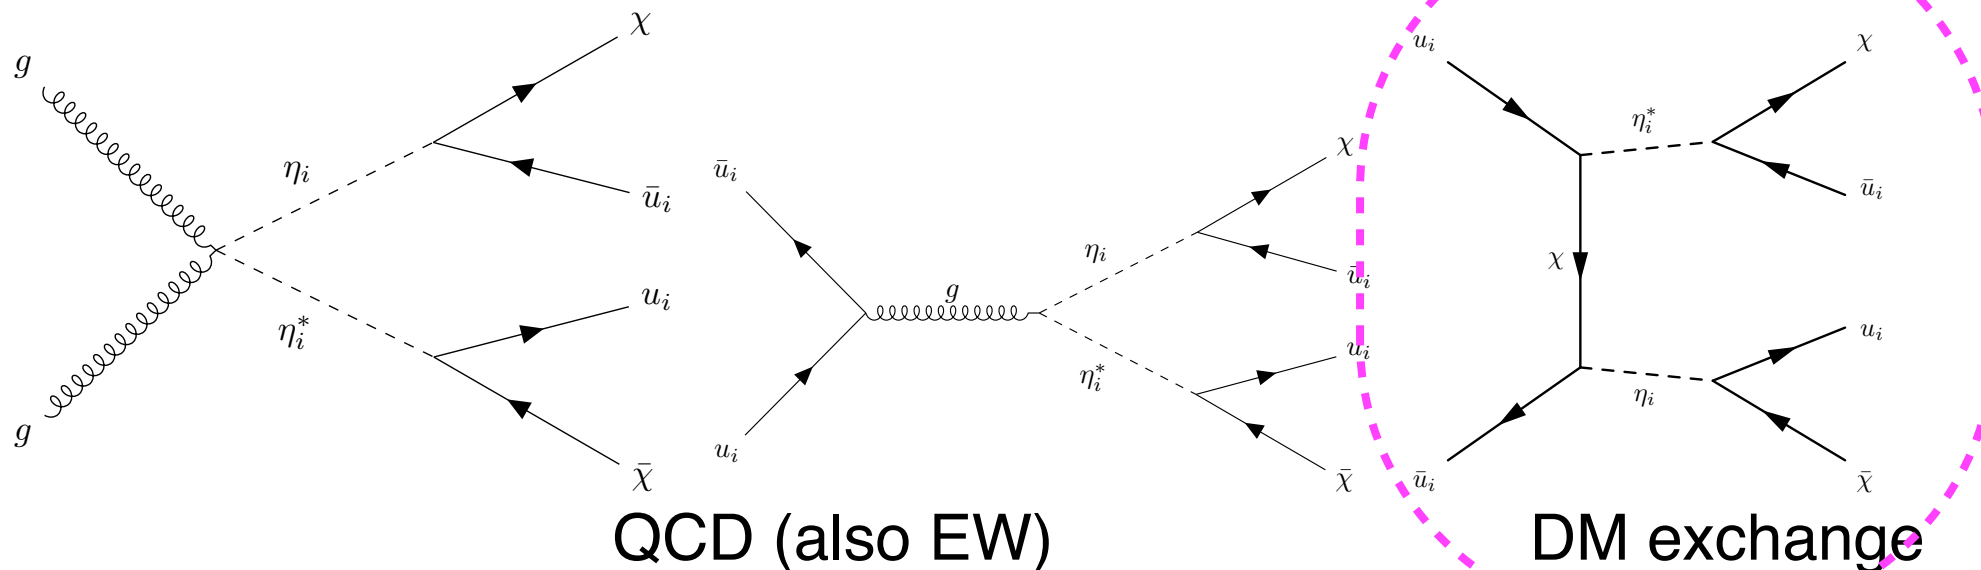 g
g
η_i
η_i^*
χ
ū_i
u_i
χ̄
ū_i
u_i
g
η_i
η_i^*
χ
ū_i
u_i
χ̄
u_i
ū_i
χ
η_i^*
η_i
χ
ū_i
u_i
χ̄
QCD (also EW)
DM exchange